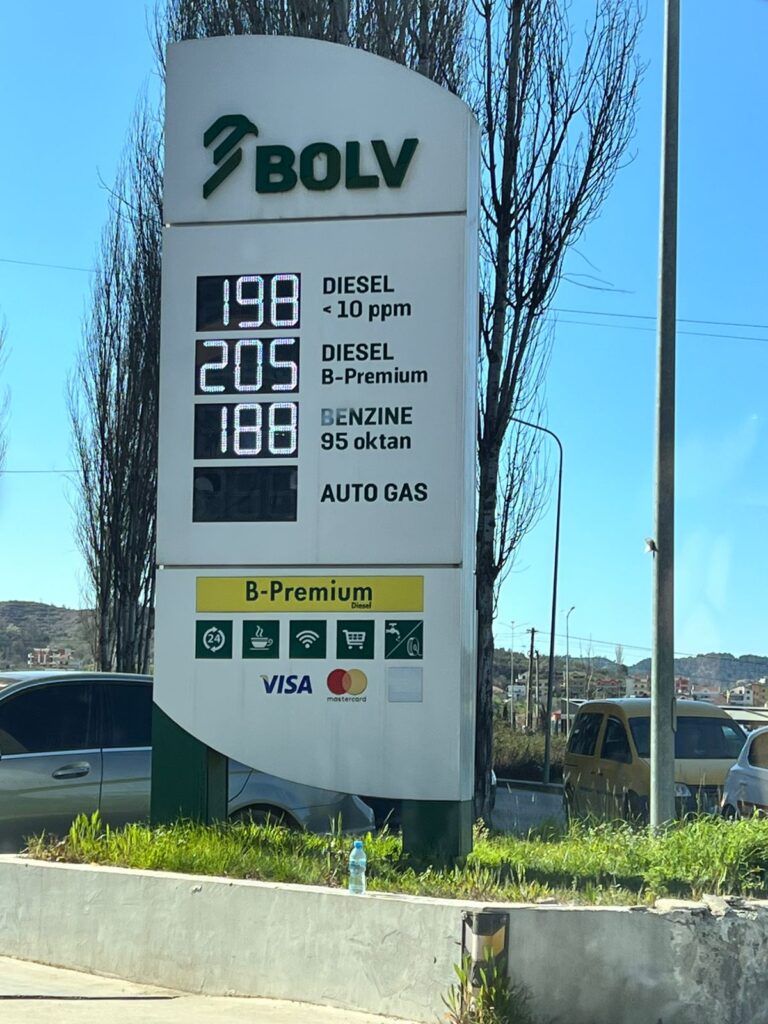 BOLV
198 DIESEL
< 10 ppm
205 DIESEL
B-Premium
188 BENZINE
95 oktan
AUTO GAS
B-Premium
Diesel
24
VISA
mastercard